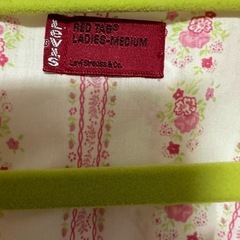 Levi's
RED TAB®
LADIES-MEDIUM
Levi Strauss & Co.